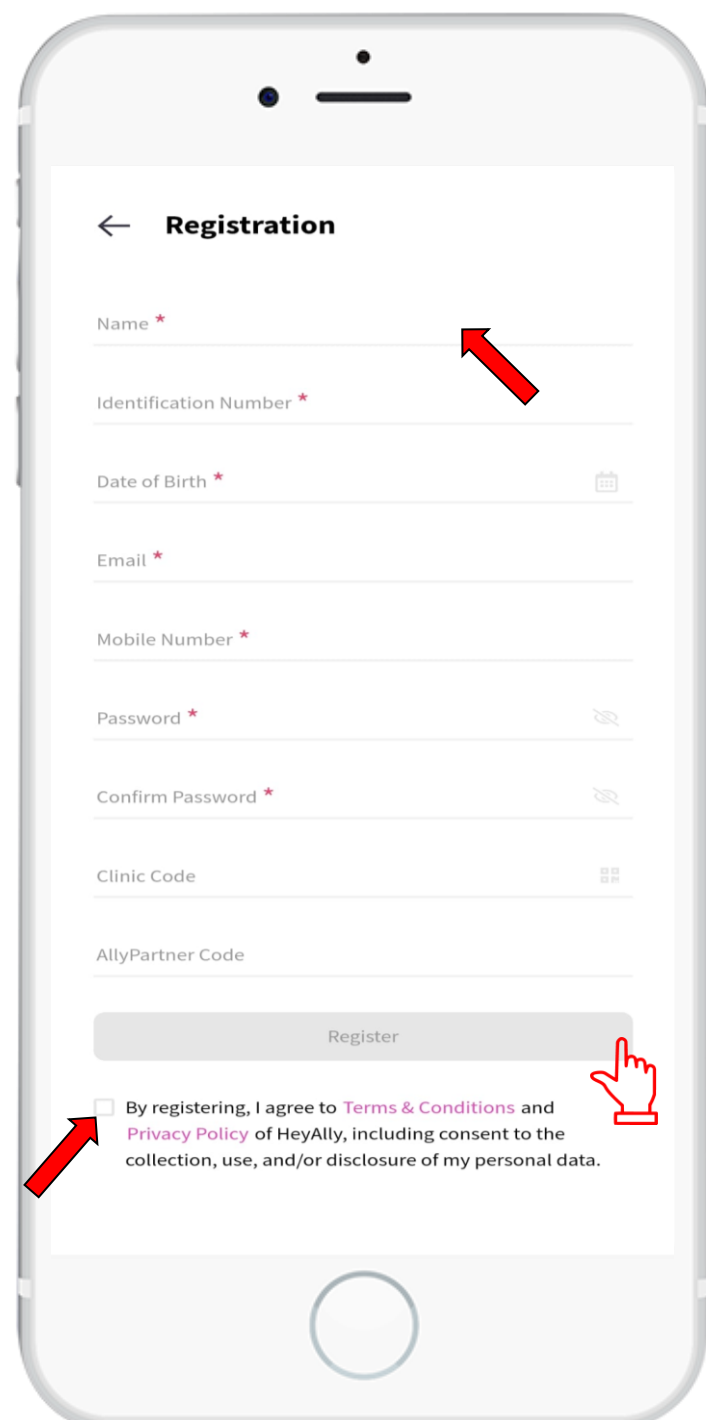 Registration
Name *
Identification Number *
Date of Birth *
Email *
Mobile Number *
Password *
Confirm Password *
Clinic Code
AllyPartner Code
Register
By registering, I agree to Terms & Conditions and
Privacy Policy of HeyAlly, including consent to the
collection, use, and/or disclosure of my personal data.